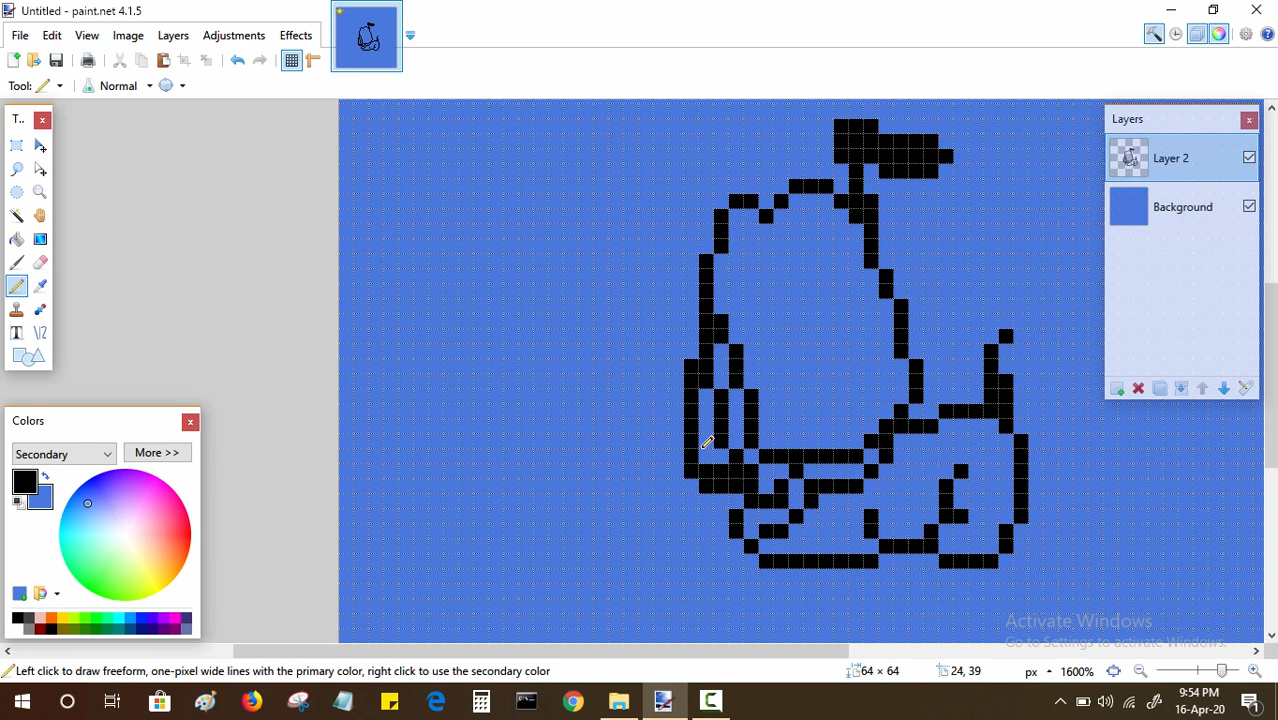 Untitled - paint.net 4.1.5
File Edit View Image Layers Adjustments Effects
Tool: Normal
T..
Layers
Layer 2
Background
Colors
Secondary More >>
Activate Windows
Go to Settings to activate Windows.
Left click to draw freeform, one-pixel wide lines with the primary color, right click to use the secondary color 64 × 64 24, 39 px 1600%
9:54 PM
16-Apr-20